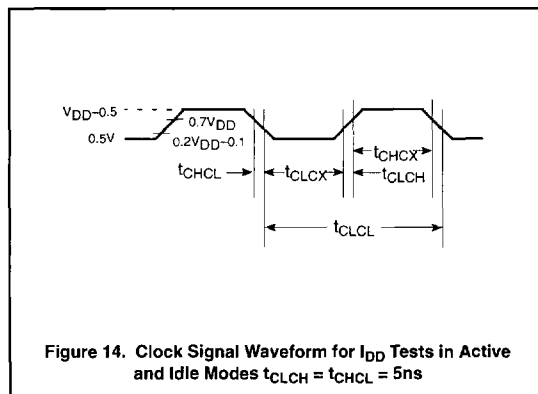 VDD–0.5
0.7VDD
0.5V
0.2VDD–0.1
tCHCX
tCHCL
tCLCX
tCLCH
tCLCL
Figure 14. Clock Signal Waveform for IDD Tests in Active
and Idle Modes tCLCH = tCHCL = 5ns